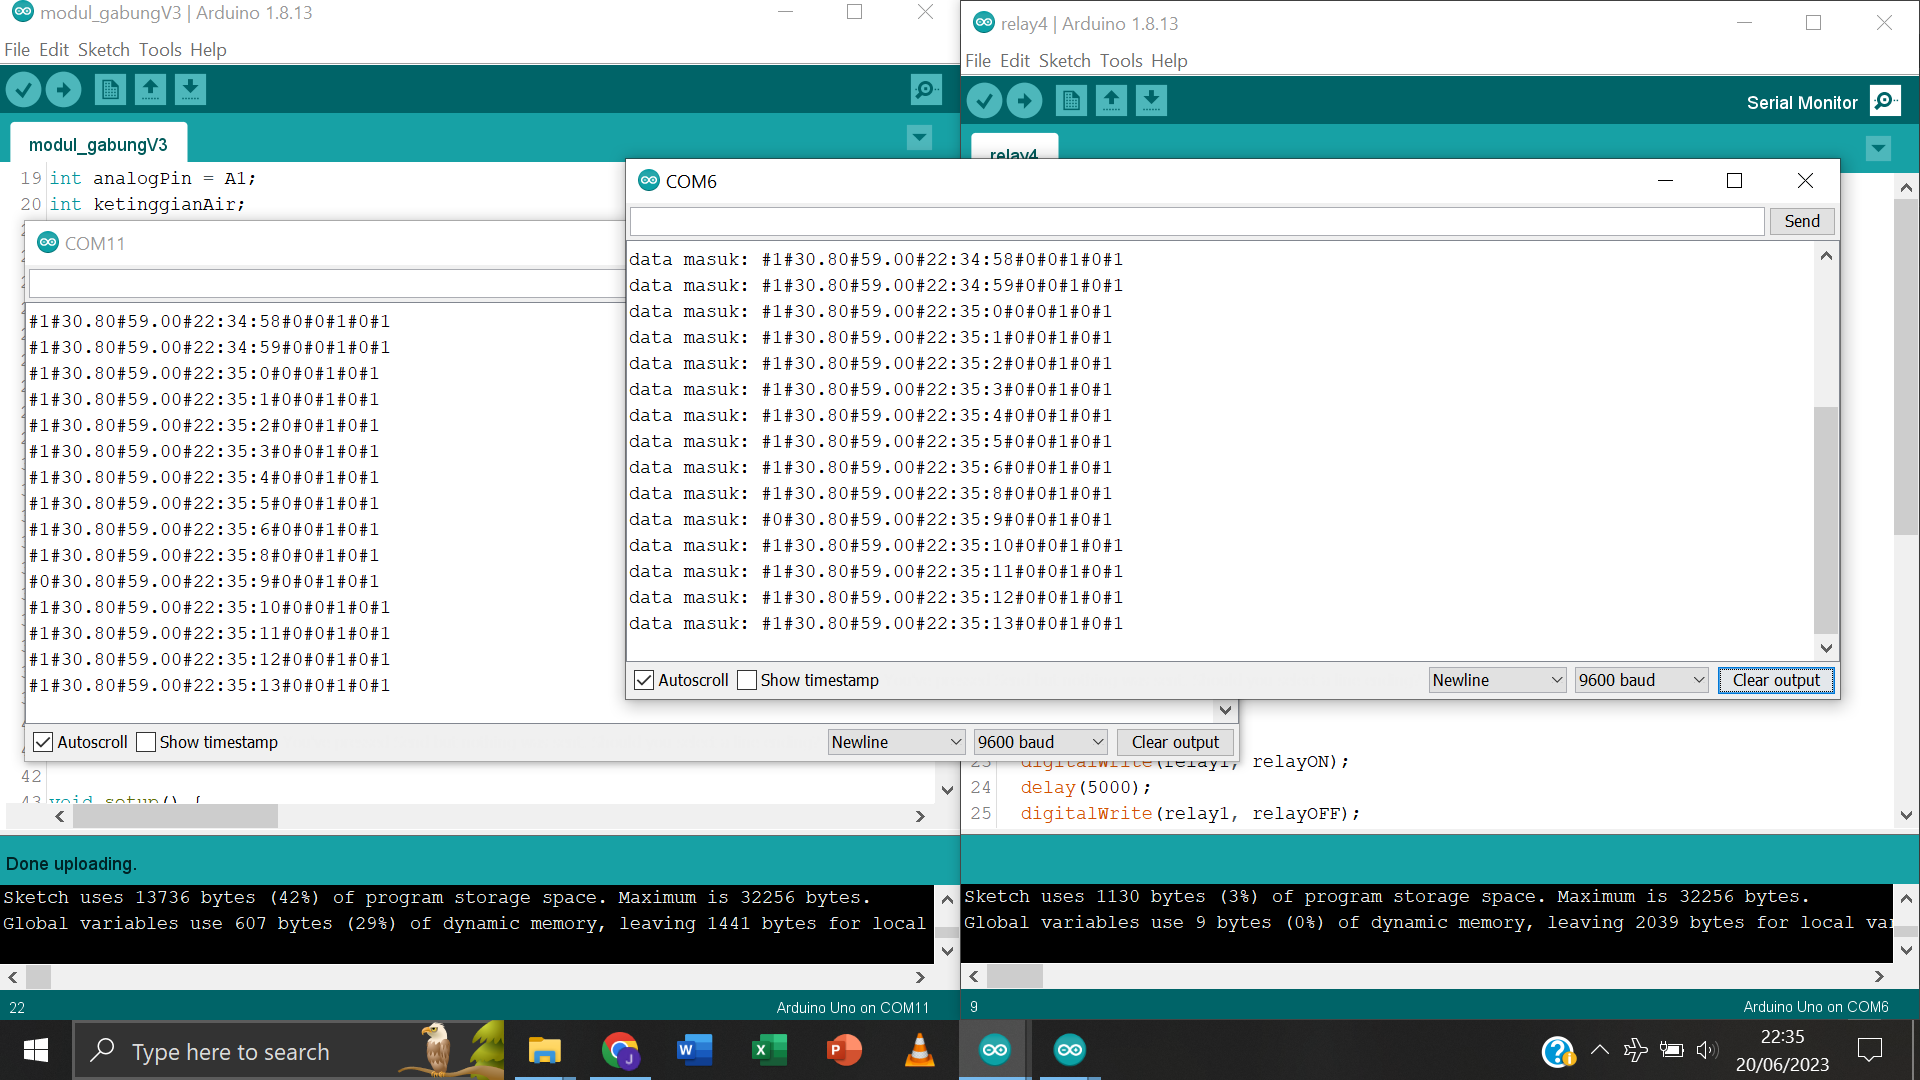 modul_gabungV3 | Arduino 1.8.13
File Edit Sketch Tools Help
modul_gabungV3
19 int analogPin = A1;
20 int ketinggianAir;
COM11
#1#30.80#59.00#22:34:58#0#0#1#0#1
#1#30.80#59.00#22:34:59#0#0#1#0#1
#1#30.80#59.00#22:35:0#0#0#1#0#1
#1#30.80#59.00#22:35:1#0#0#1#0#1
#1#30.80#59.00#22:35:2#0#0#1#0#1
#1#30.80#59.00#22:35:3#0#0#1#0#1
#1#30.80#59.00#22:35:4#0#0#1#0#1
#1#30.80#59.00#22:35:5#0#0#1#0#1
#1#30.80#59.00#22:35:6#0#0#1#0#1
#1#30.80#59.00#22:35:8#0#0#1#0#1
#0#30.80#59.00#22:35:9#0#0#1#0#1
#1#30.80#59.00#22:35:10#0#0#1#0#1
#1#30.80#59.00#22:35:11#0#0#1#0#1
#1#30.80#59.00#22:35:12#0#0#1#0#1
#1#30.80#59.00#22:35:13#0#0#1#0#1
Autoscroll Show timestamp Newline 9600 baud Clear output
42
43 void setup() {
Done uploading.
Sketch uses 13736 bytes (42%) of program storage space. Maximum is 32256 bytes.
Global variables use 607 bytes (29%) of dynamic memory, leaving 1441 bytes for local
22 Arduino Uno on COM11
relay4 | Arduino 1.8.13
File Edit Sketch Tools Help
Serial Monitor
relay4
COM6
Send
data masuk: #1#30.80#59.00#22:34:58#0#0#1#0#1
data masuk: #1#30.80#59.00#22:34:59#0#0#1#0#1
data masuk: #1#30.80#59.00#22:35:0#0#0#1#0#1
data masuk: #1#30.80#59.00#22:35:1#0#0#1#0#1
data masuk: #1#30.80#59.00#22:35:2#0#0#1#0#1
data masuk: #1#30.80#59.00#22:35:3#0#0#1#0#1
data masuk: #1#30.80#59.00#22:35:4#0#0#1#0#1
data masuk: #1#30.80#59.00#22:35:5#0#0#1#0#1
data masuk: #1#30.80#59.00#22:35:6#0#0#1#0#1
data masuk: #1#30.80#59.00#22:35:8#0#0#1#0#1
data masuk: #0#30.80#59.00#22:35:9#0#0#1#0#1
data masuk: #1#30.80#59.00#22:35:10#0#0#1#0#1
data masuk: #1#30.80#59.00#22:35:11#0#0#1#0#1
data masuk: #1#30.80#59.00#22:35:12#0#0#1#0#1
data masuk: #1#30.80#59.00#22:35:13#0#0#1#0#1
Autoscroll Show timestamp Newline 9600 baud Clear output
23 digitalWrite(relay1, relayON);
24 delay(5000);
25 digitalWrite(relay1, relayOFF);
Sketch uses 1130 bytes (3%) of program storage space. Maximum is 32256 bytes.
Global variables use 9 bytes (0%) of dynamic memory, leaving 2039 bytes for local va
9 Arduino Uno on COM6
Type here to search
22:35
20/06/2023